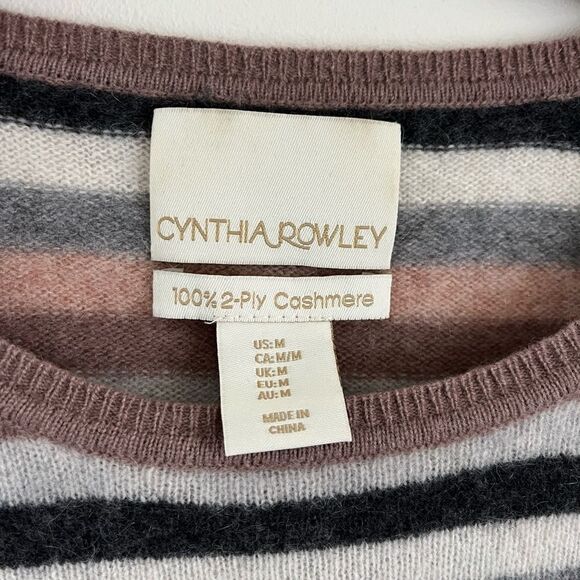 CYNTHIA ROWLEY
100% 2-Ply Cashmere
US: M
CA: M/M
UK: M
EU: M
AU: M
MADE IN
CHINA